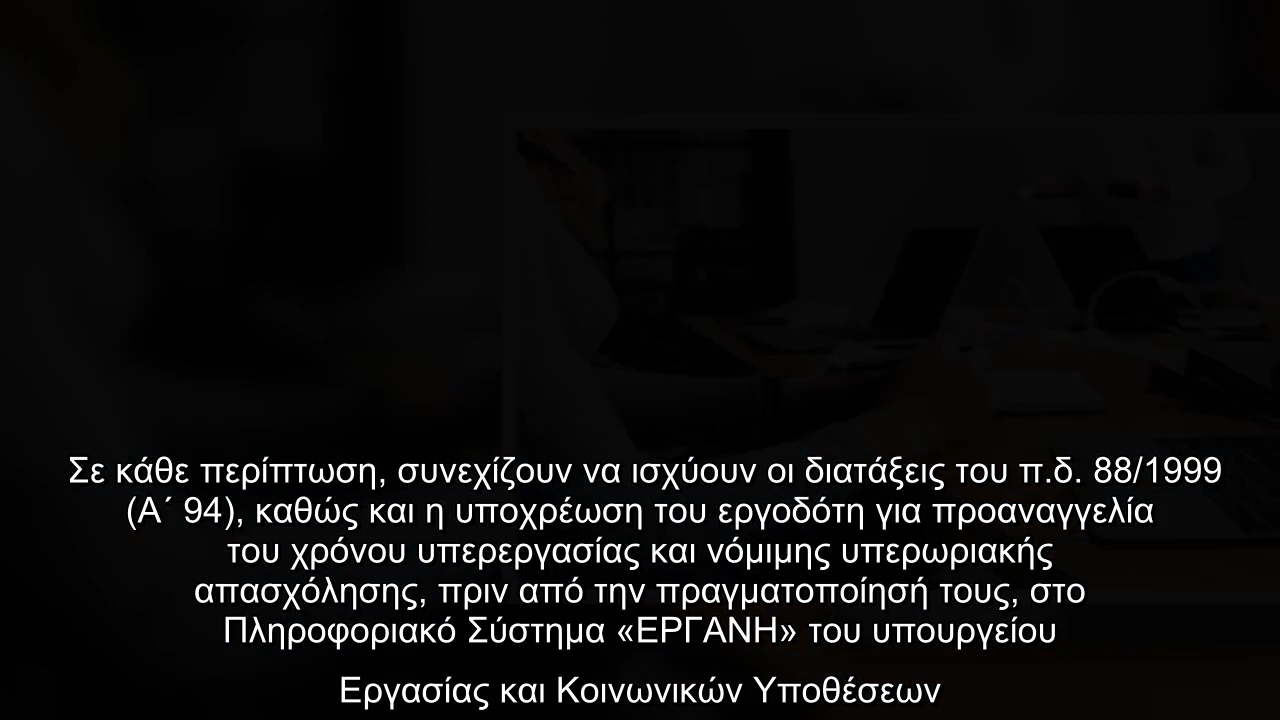 Σε κάθε περίπτωση, συνεχίζουν να ισχύουν οι διατάξεις του π.δ. 88/1999
(Α΄ 94), καθώς και η υποχρέωση του εργοδότη για προαναγγελία
του χρόνου υπερεργασίας και νόμιμης υπερωριακής
απασχόλησης, πριν από την πραγματοποίησή τους, στο
Πληροφοριακό Σύστημα «ΕΡΓΑΝΗ» του υπουργείου
Εργασίας και Κοινωνικών Υποθέσεων